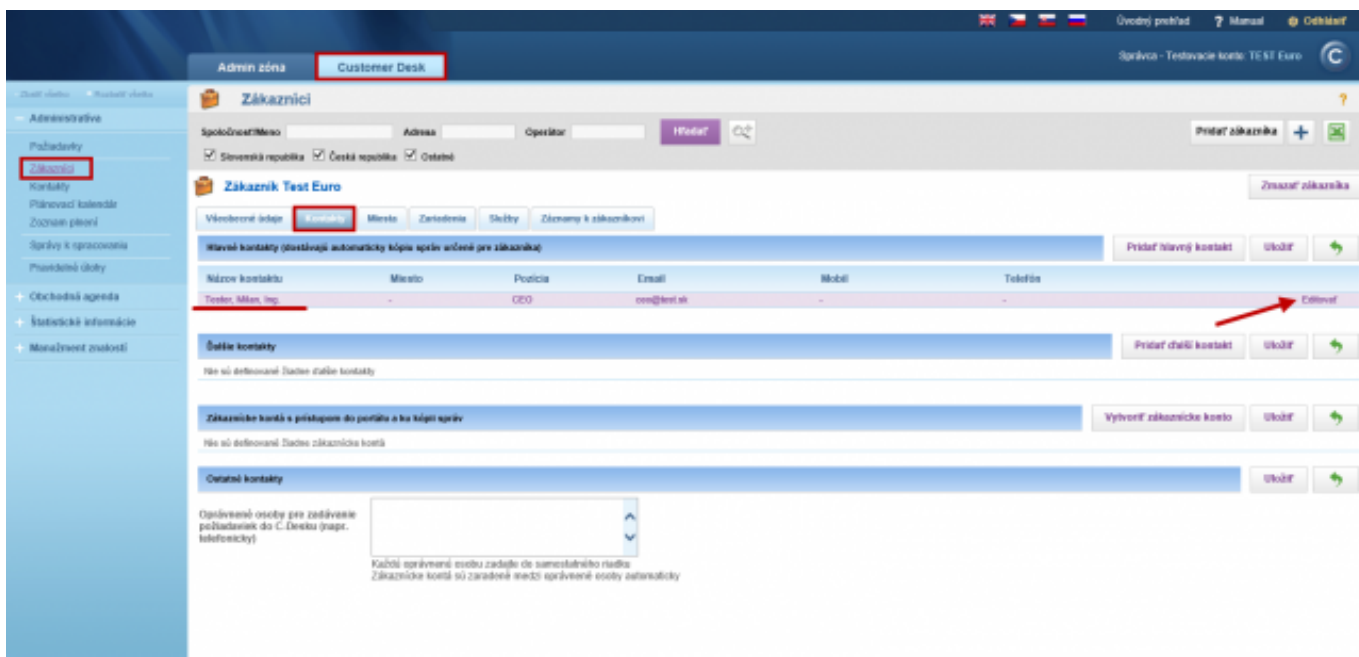 Úvodný prehľad ? Manual Odhlásiť
Admin zóna Customer Desk
Správca - Testovacie konto: TEST Euro C
Zbaliť všetko Rozbaliť všetko
Administratíva
Požiadavky
Zákazníci
Kontakty
Plánovací kalendár
Zoznam plnení
Správy k spracovaniu
Pravidelné úlohy
Obchodná agenda
Štatistické informácie
Manažment znalostí
Zákazníci ?
Spoločnosť/Meno Adresa Operátor Hľadať Pridať zákazníka
Slovenská republika Česká republika Ostatné
Zákazník Test Euro Zmazať zákazníka
Všeobecné údaje Kontakty Miesta Zariadenia Služby Záznamy k zákazníkovi
Hlavné kontakty (dostávajú automaticky kópiu správ určené pre zákazníka) Pridať hlavný kontakt Uložiť
Názov kontaktu Miesto Pozícia Email Mobil Telefón
Tester, Milan, Ing. - CEO ceo@test.sk - - Editovať
Ďalšie kontakty Pridať ďalší kontakt Uložiť
Nie sú definované žiadne ďalšie kontakty
Zákaznícke kontá s prístupom do portálu a ku kópii správ Vytvoriť zákaznícke konto Uložiť
Nie sú definované žiadne zákaznícke kontá
Ostatné kontakty Uložiť
Oprávnené osoby pre zadávanie
požiadaviek do C-Desku (napr.
telefonicky)
Každú oprávnenú osobu zadajte do samostatného riadku
Zákaznícke kontá sú zaradené medzi oprávnené osoby automaticky